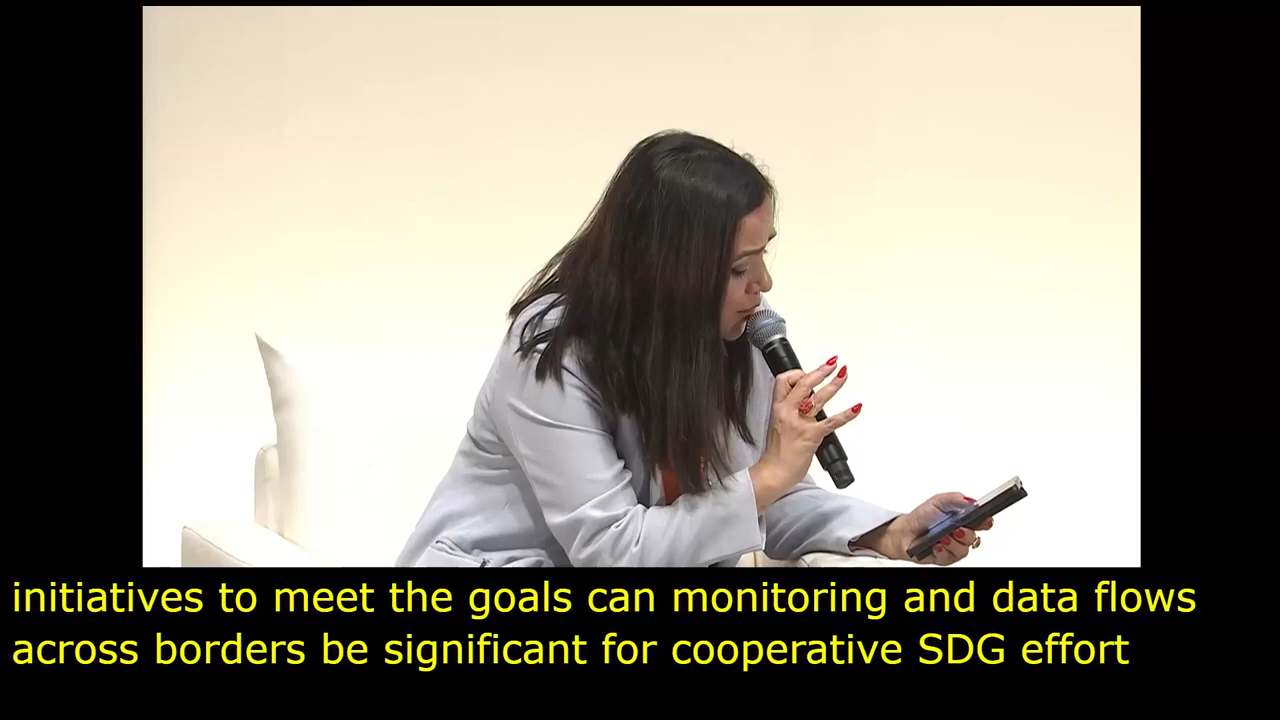 initiatives to meet the goals can monitoring and data flows
across borders be significant for cooperative SDG effort